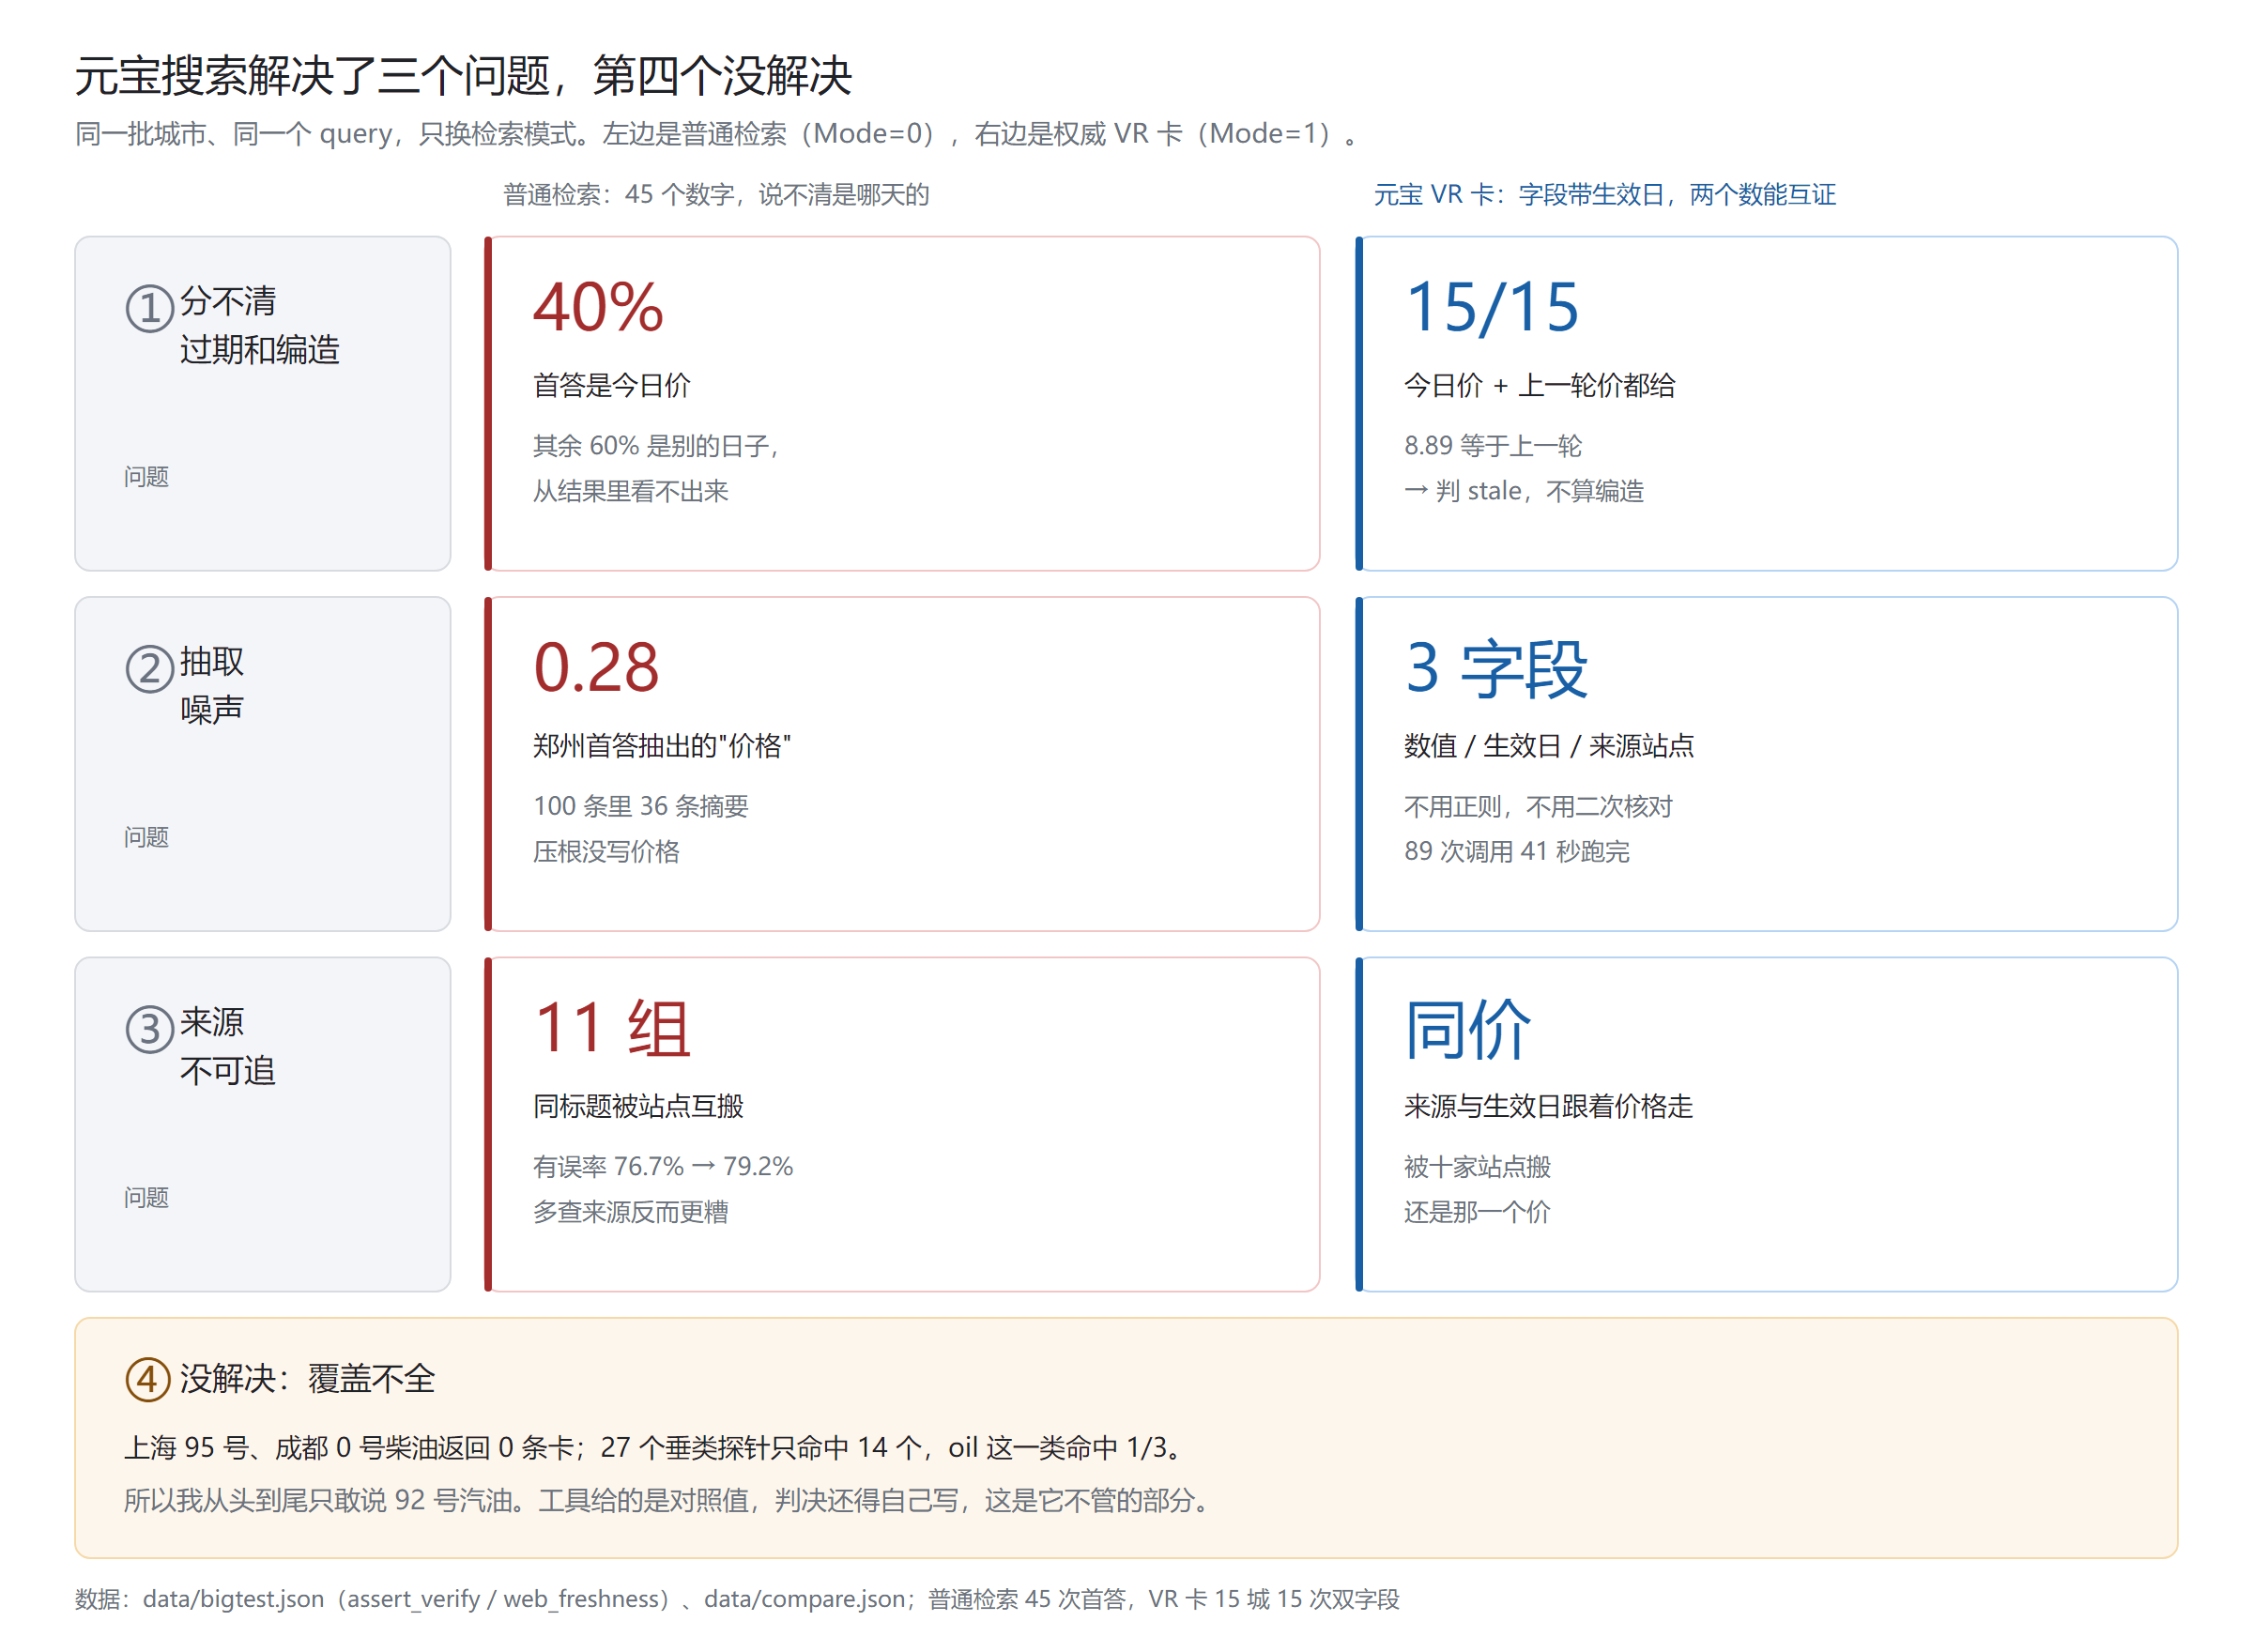 元宝搜索解决了三个问题，第四个没解决
同一批城市、同一个 query，只换检索模式。左边是普通检索（Mode=0），右边是权威 VR 卡（Mode=1）。
普通检索：45 个数字，说不清是哪天的
元宝 VR 卡：字段带生效日，两个数能互证
① 分不清
过期和编造
问题
40%
首答是今日价
其余 60% 是别的日子，
从结果里看不出来
15/15
今日价 + 上一轮价都给
8.89 等于上一轮
→ 判 stale，不算编造
② 抽取
噪声
问题
0.28
郑州首答抽出的"价格"
100 条里 36 条摘要
压根没写价格
3 字段
数值 / 生效日 / 来源站点
不用正则，不用二次核对
89 次调用 41 秒跑完
③ 来源
不可追
问题
11 组
同标题被站点互搬
有误率 76.7% → 79.2%
多查来源反而更糟
同价
来源与生效日跟着价格走
被十家站点搬
还是那一个价
④ 没解决：覆盖不全
上海 95 号、成都 0 号柴油返回 0 条卡；27 个垂类探针只命中 14 个，oil 这一类命中 1/3。
所以我从头到尾只敢说 92 号汽油。工具给的是对照值，判决还得自己写，这是它不管的部分。
数据：data/bigtest.json（assert_verify / web_freshness）、data/compare.json；普通检索 45 次首答，VR 卡 15 城 15 次双字段